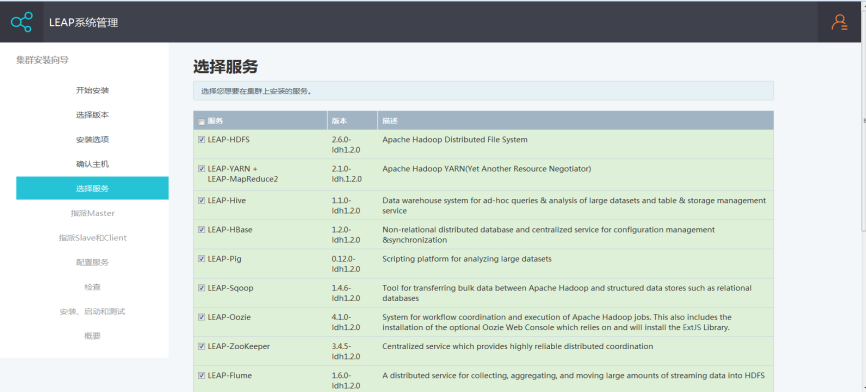 LEAP系统管理
集群安装向导
开始安装
选择版本
安装选项
确认主机
选择服务
指派Master
指派Slave和Client
配置服务
检查
安装、启动和测试
概要
选择服务
选择您想要在集群上安装的服务。
服务 版本 描述
LEAP-HDFS 2.6.0- Apache Hadoop Distributed File System
ldh1.2.0
LEAP-YARN + 2.1.0- Apache Hadoop YARN(Yet Another Resource Negotiator)
LEAP-MapReduce2 ldh.1.2.0
LEAP-Hive 1.1.0- Data warehouse system for ad-hoc queries & analysis of large datasets and table & storage management
ldh1.2.0 service
LEAP-HBase 1.2.0- Non-relational distributed database and centralized service for configuration management
ldh1.2.0 &synchronization
LEAP-Pig 0.12.0- Scripting platform for analyzing large datasets
ldh1.2.0
LEAP-Sqoop 1.4.6- Tool for transferring bulk data between Apache Hadoop and structured data stores such as relational
ldh1.2.0 databases
LEAP-Oozie 4.1.0- System for workflow coordination and execution of Apache Hadoop jobs. This also includes the
ldh1.2.0 installation of the optional Oozie Web Console which relies on and will install the ExtJS Library.
LEAP-ZooKeeper 3.4.5- Centralized service which provides highly reliable distributed coordination
ldh1.2.0
LEAP-Flume 1.6.0- A distributed service for collecting, aggregating, and moving large amounts of streaming data into HDFS
ldh1.2.0